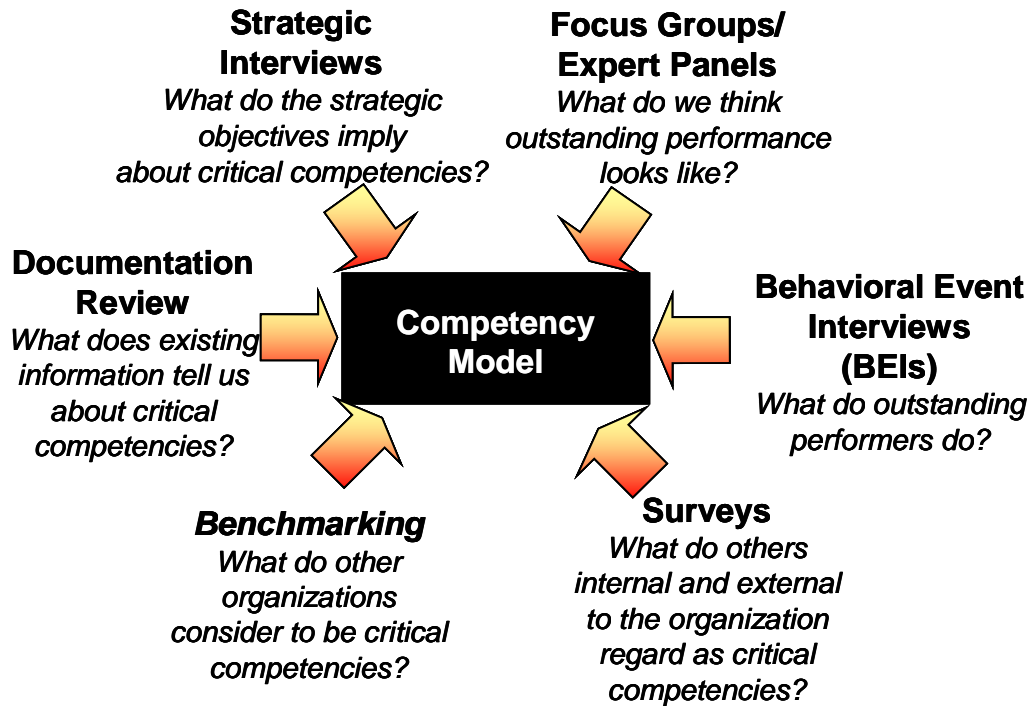 Strategic
Interviews
What do the strategic
objectives imply
about critical competencies?
Focus Groups/
Expert Panels
What do we think
outstanding performance
looks like?
Documentation
Review
What does existing
information tell us
about critical
competencies?
Competency
Model
Behavioral Event
Interviews
(BEIs)
What do outstanding
performers do?
Benchmarking
What do other
organizations
consider to be critical
competencies?
Surveys
What do others
internal and external
to the organization
regard as critical
competencies?